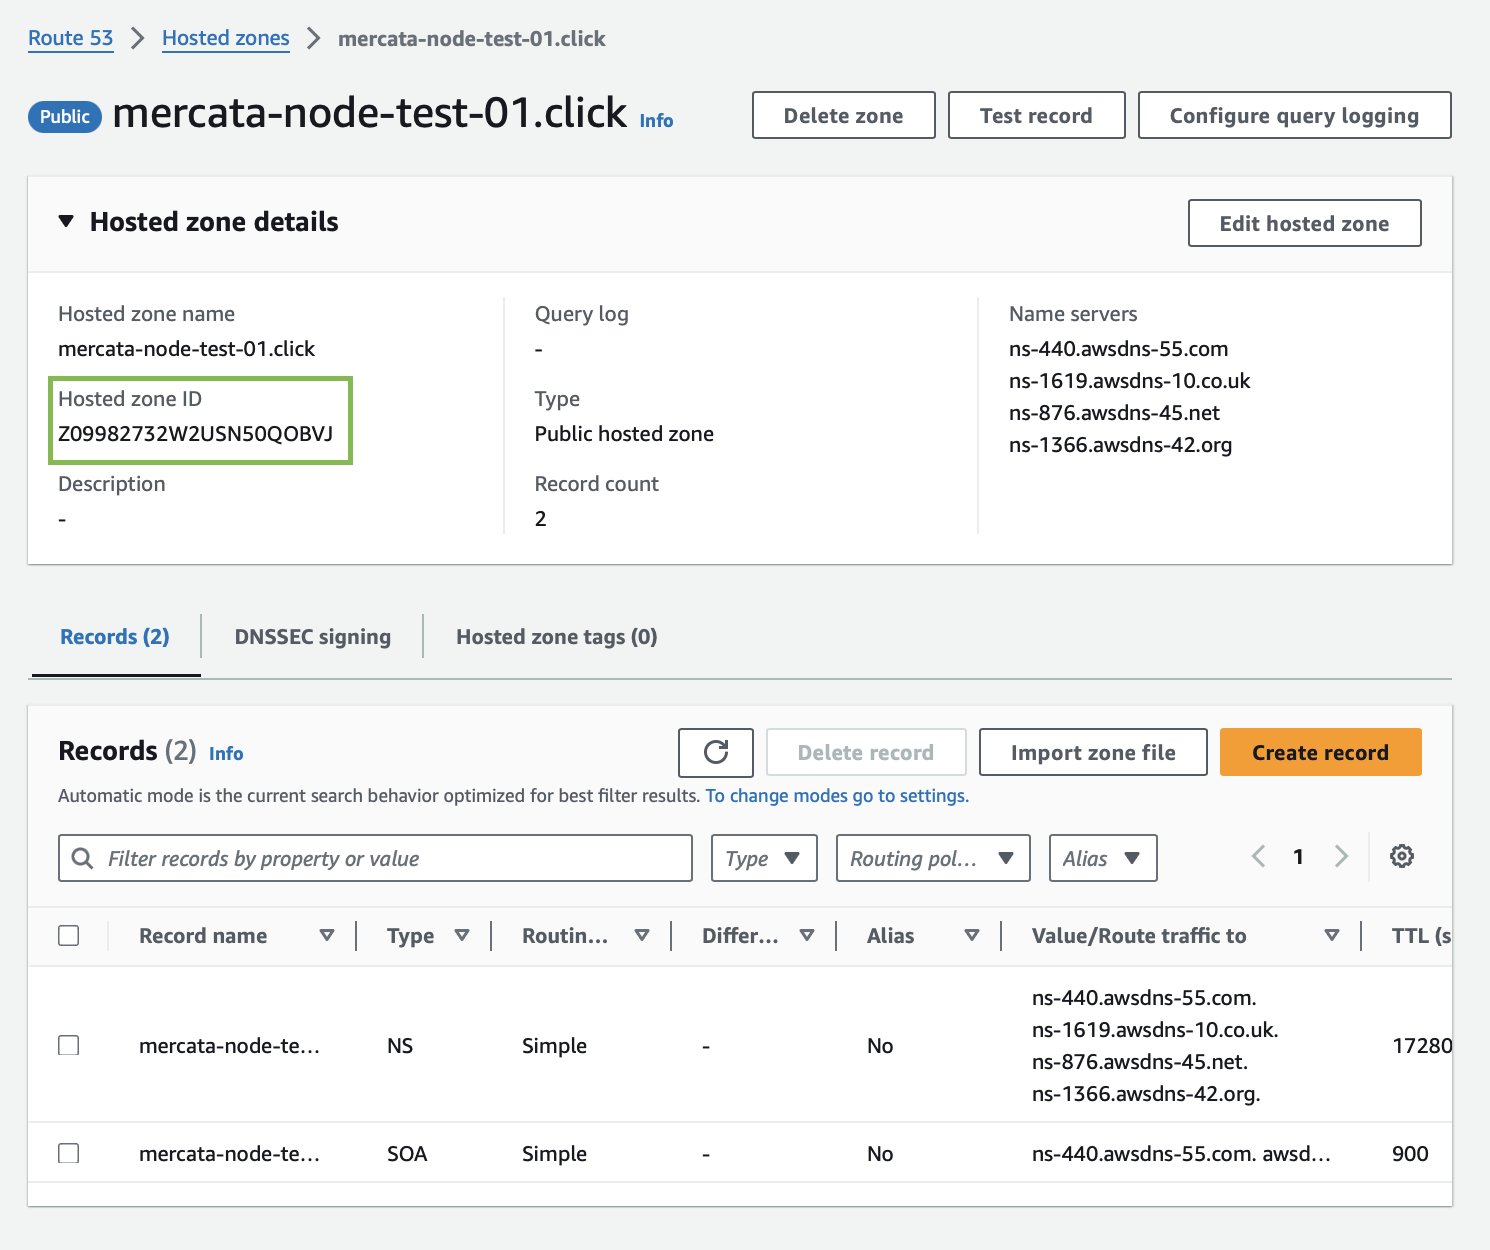 Route 53 > Hosted zones > mercata-node-test-01.click
Public mercata-node-test-01.click Info Delete zone Test record Configure query logging
Hosted zone details Edit hosted zone
Hosted zone name Query log Name servers
mercata-node-test-01.click - ns-440.awsdns-55.com
ns-1619.awsdns-10.co.uk
Hosted zone ID Type ns-876.awsdns-45.net
Z09982732W2USN50QOBVJ Public hosted zone ns-1366.awsdns-42.org
Description Record count
- 2
Records (2) DNSSEC signing Hosted zone tags (0)
Records (2) Info Delete record Import zone file Create record
Automatic mode is the current search behavior optimized for best filter results. To change modes go to settings.
Filter records by property or value Type Routing pol... Alias 1
Record name Type Routin... Differ... Alias Value/Route traffic to TTL (s
ns-440.awsdns-55.com.
ns-1619.awsdns-10.co.uk.
mercata-node-te... NS Simple - No 17280
ns-876.awsdns-45.net.
ns-1366.awsdns-42.org.
mercata-node-te... SOA Simple - No ns-440.awsdns-55.com. awsd... 900